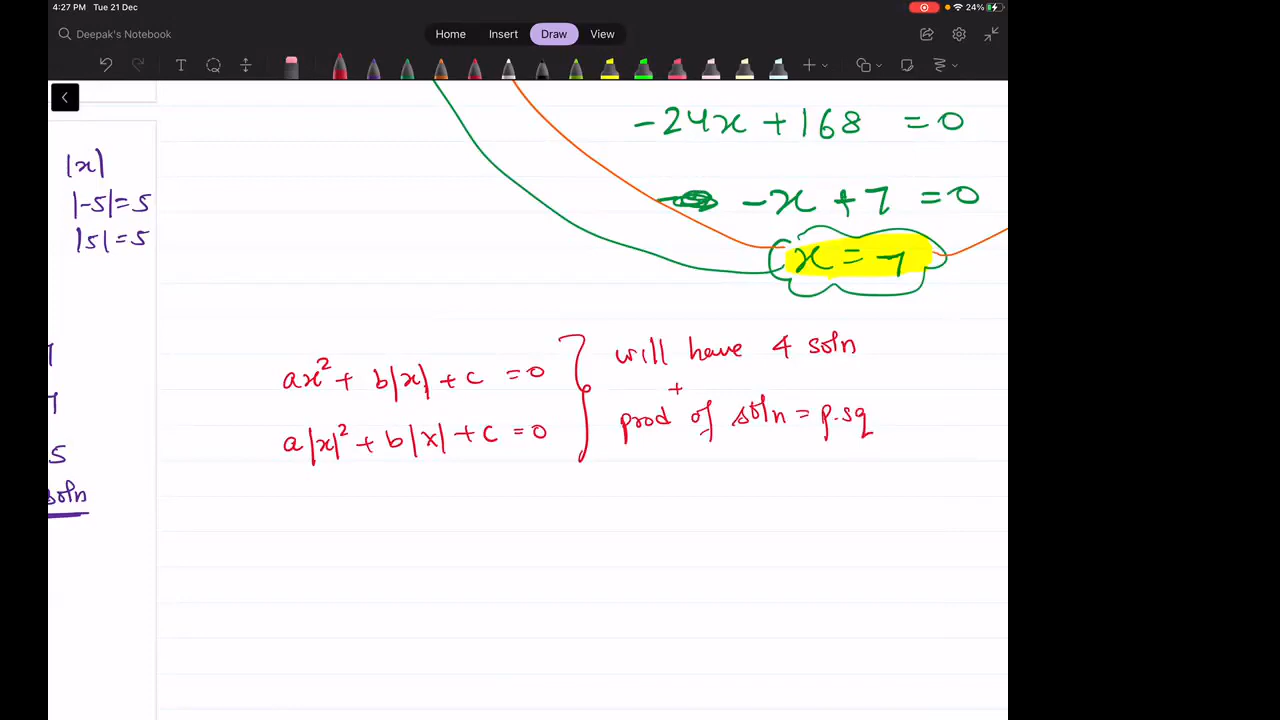 4:27 PM Tue 21 Dec
24%
Deepak's Notebook
Home Insert Draw View
|x|
|-5|=5
|5|=5
5
soln
-24x + 168 = 0
-x + 7 = 0
x = 7
ax² + b|x| + c = 0
a|x|² + b|x| + c = 0
will have 4 soln
+
prod of soln = p.sq